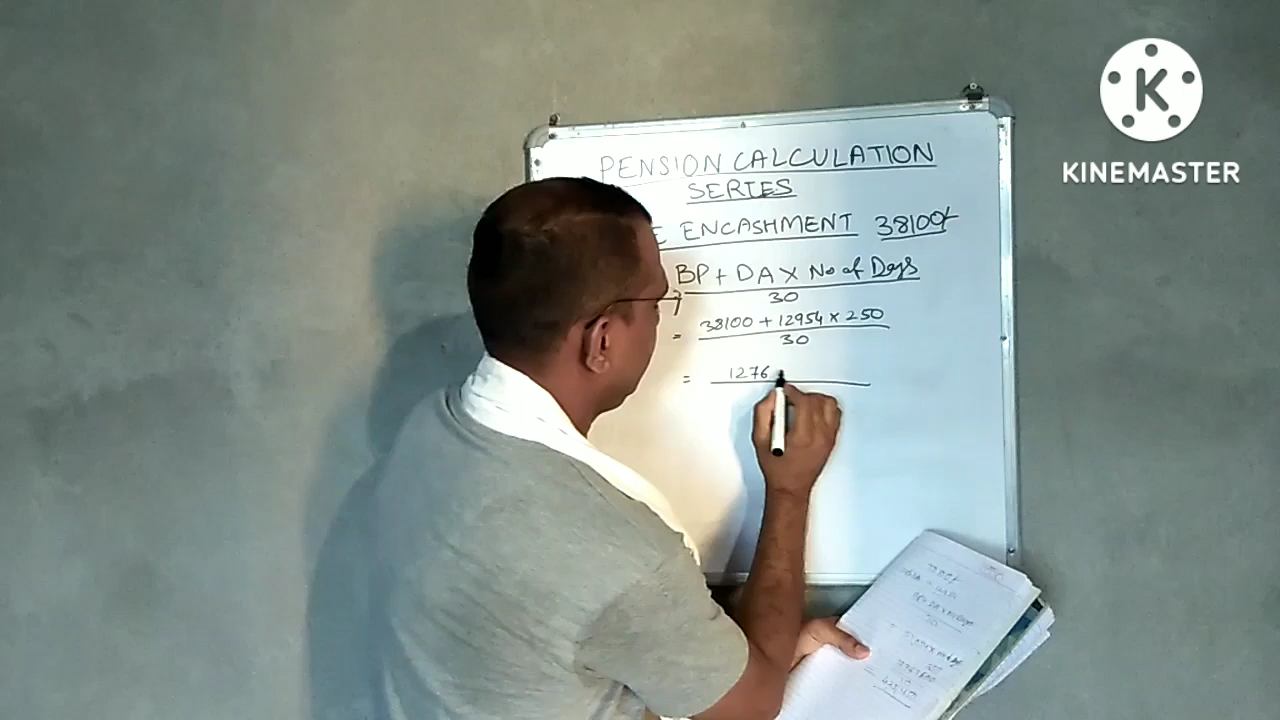 PENSION CALCULATION
SERIES
E ENCASHMENT 38100/-
BP + DA X No of Days
30
= 38100 + 12954 x 250
30
= 1276
K
KINEMASTER